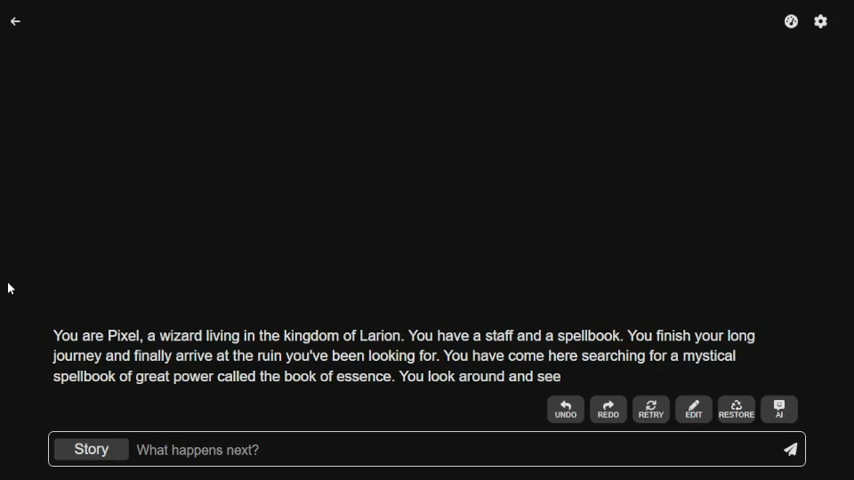 You are Pixel, a wizard living in the kingdom of Larion. You have a staff and a spellbook. You finish your long
journey and finally arrive at the ruin you've been looking for. You have come here searching for a mystical
spellbook of great power called the book of essence. You look around and see
UNDO REDO RETRY EDIT RESTORE AI
Story What happens next?